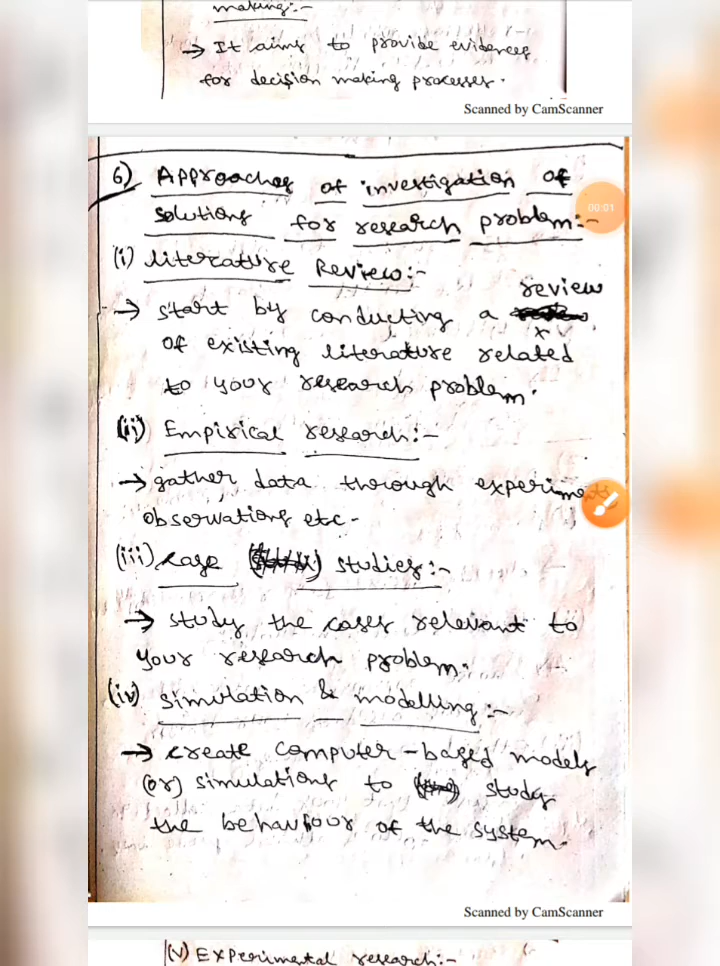 making:-
→ It aims to provide evidences
for decision making processes.
Scanned by CamScanner
6) Approaches of investigation of
solutions for research problem:-
00:01
(i) literature Review:-
→ start by conducting a review
of existing literature related
to your research problem.
(ii) Empirical research:-
→ gather data through experiments
observations etc-
(iii) case studies:-
→ study the cases relevant to
your research problem.
(iv) simulation & modelling:-
→ create computer-based models
(or) simulations to study
the behaviour of the system.
Scanned by CamScanner
(v) Experimental research:-